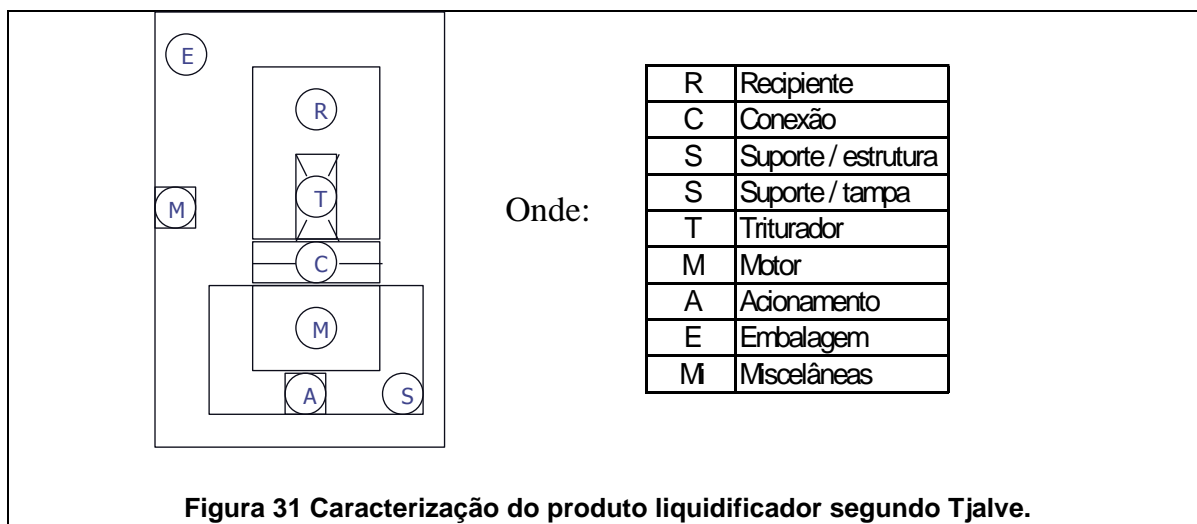 E
R
T
M
C
M
A
S
Onde:
R Recipiente
C Conexão
S Suporte / estrutura
S Suporte / tampa
T Triturador
M Motor
A Acionamento
E Embalagem
Mi Miscelâneas
Figura 31 Caracterização do produto liquidificador segundo Tjalve.